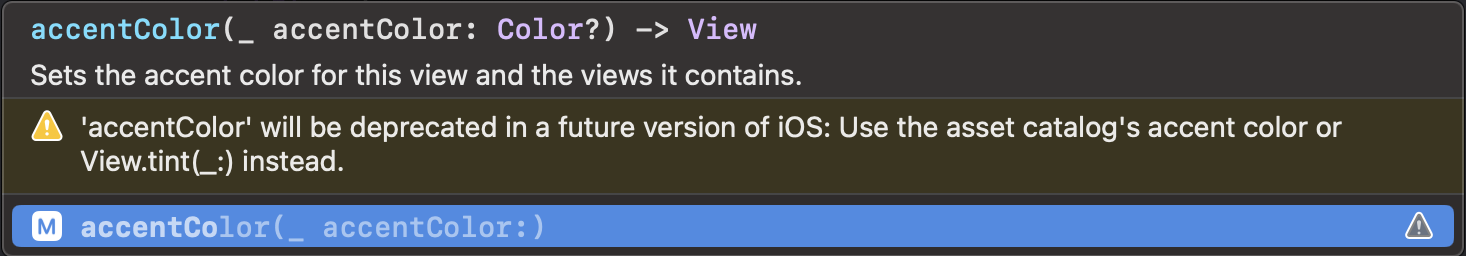 accentColor(_ accentColor: Color?) -> View
Sets the accent color for this view and the views it contains.
'accentColor' will be deprecated in a future version of iOS: Use the asset catalog's accent color or
View.tint(_:) instead.
M accentColor(_ accentColor:)